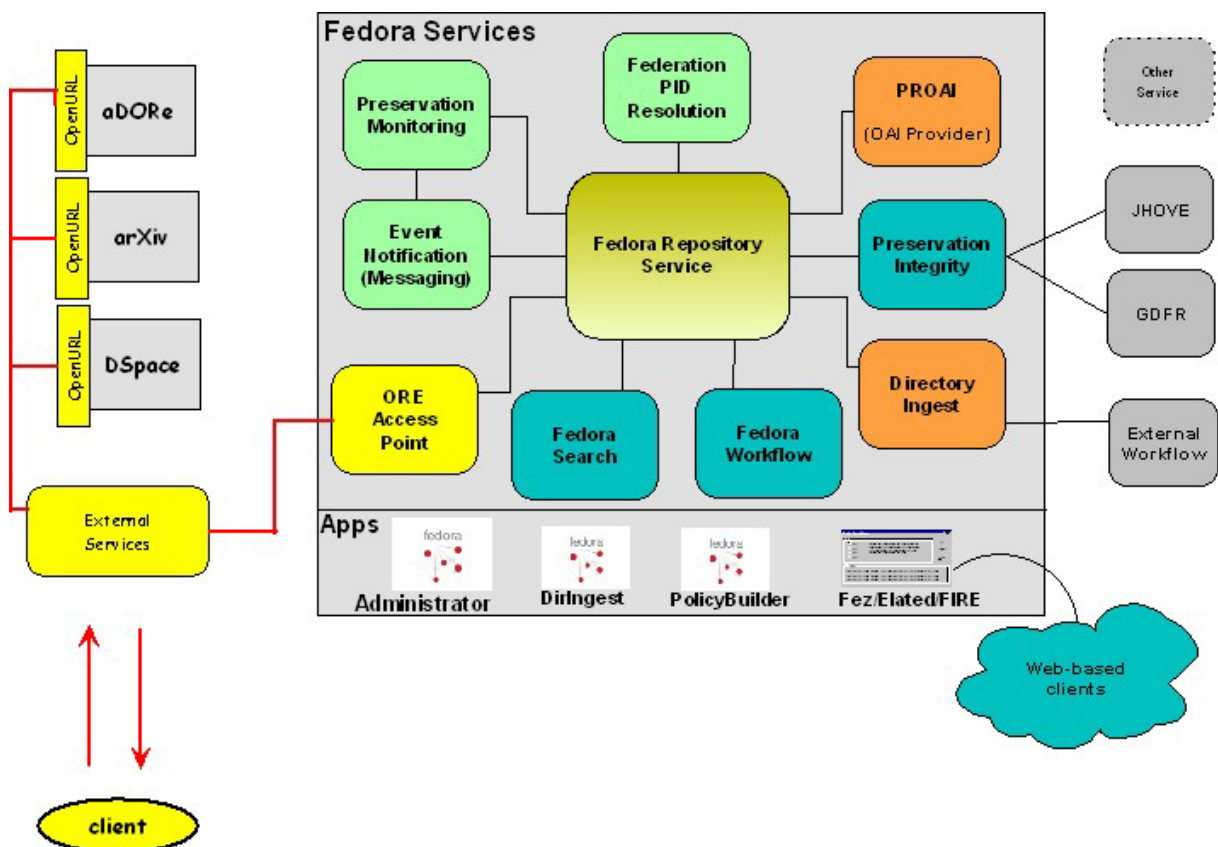 OpenURL
aDORe
OpenURL
arXiv
OpenURL
DSpace
External
Services
client
Fedora Services
Preservation
Monitoring
Federation
PID
Resolution
PROAI
(OAI Provider)
Event
Notification
(Messaging)
Fedora Repository
Service
Preservation
Integrity
ORE
Access
Point
Fedora
Search
Fedora
Workflow
Directory
Ingest
Other
Service
JHOVE
GDFR
External
Workflow
Apps
fedora
Administrator
fedora
DirIngest
fedora
PolicyBuilder
Fez/Elated/FIRE
Web-based
clients